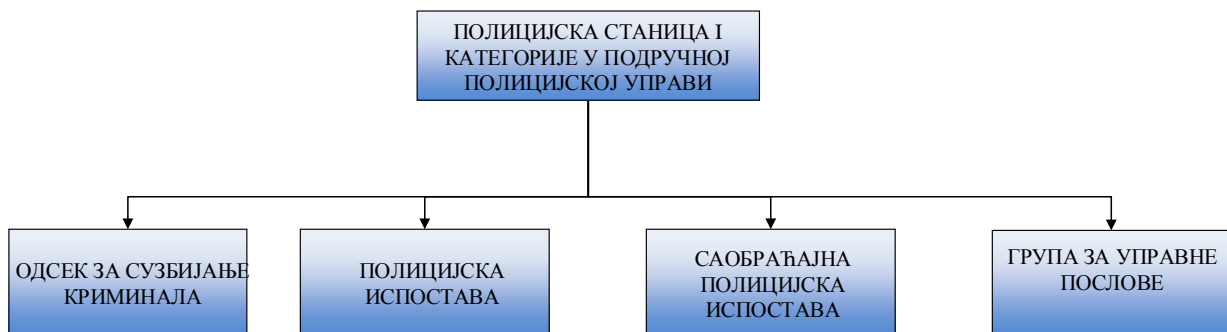 ПОЛИЦИЈСКА СТАНИЦА I
КАТЕГОРИЈЕ У ПОДРУЧНОЈ
ПОЛИЦИЈСКОЈ УПРАВИ
ОДСЕК ЗА СУЗБИЈАЊЕ
КРИМИНАЛА
ПОЛИЦИЈСКА
ИСПОСТАВА
САОБРАЋАЈНА
ПОЛИЦИЈСКА
ИСПОСТАВА
ГРУПА ЗА УПРАВНЕ
ПОСЛОВЕ